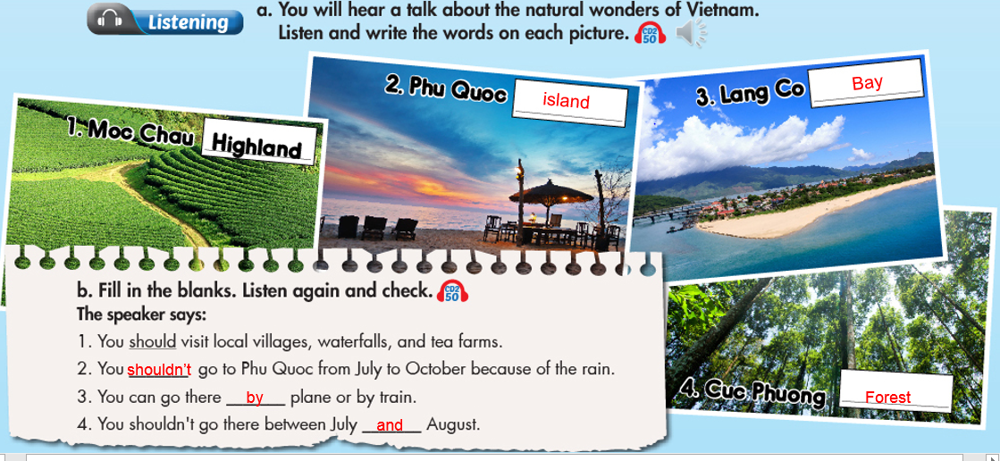 Listening
a. You will hear a talk about the natural wonders of Vietnam.
Listen and write the words on each picture. CD2 50
1. Moc Chau Highland
2. Phu Quoc island
3. Lang Co Bay
b. Fill in the blanks. Listen again and check. CD2 50
The speaker says:
1. You should visit local villages, waterfalls, and tea farms.
2. You shouldn't go to Phu Quoc from July to October because of the rain.
3. You can go there by plane or by train.
4. You shouldn't go there between July and August.
4. Cuc Phuong Forest